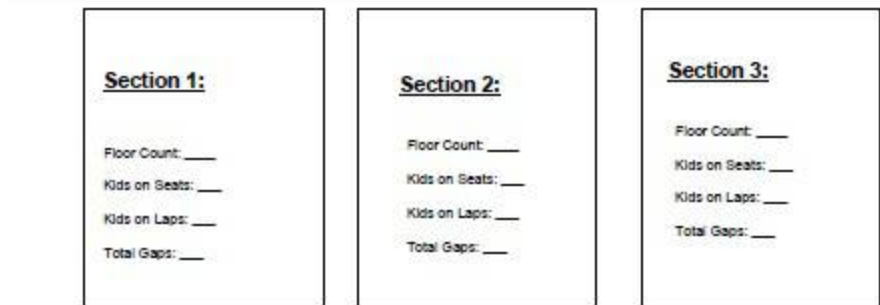 Section 1:
Floor Count: ____
Kids on Seats: ___
Kids on Laps: ___
Total Gaps: ___
Section 2:
Floor Count: ____
Kids on Seats: ___
Kids on Laps: ___
Total Gaps: ___
Section 3:
Floor Count: ____
Kids on Seats: ___
Kids on Laps: ___
Total Gaps: ___